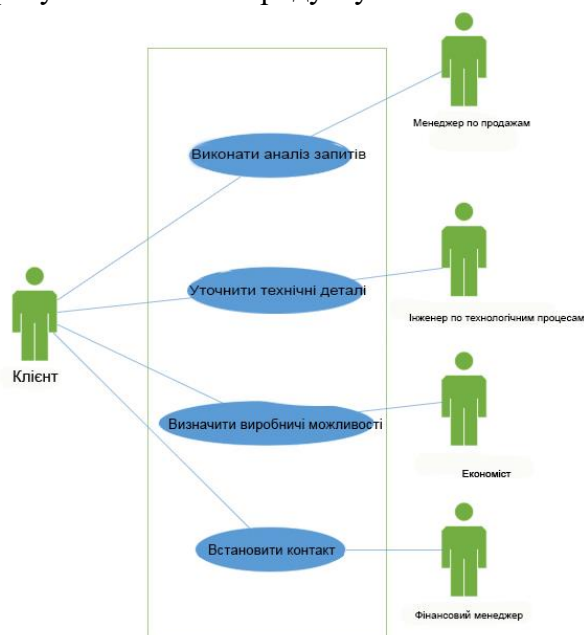 Менеджер по продажам
Виконати аналіз запитів
Уточнити технічні деталі
Інженер по технологічним процесам
Клієнт
Визначити виробничі можливості
Економіст
Встановити контакт
Фінансовий менеджер